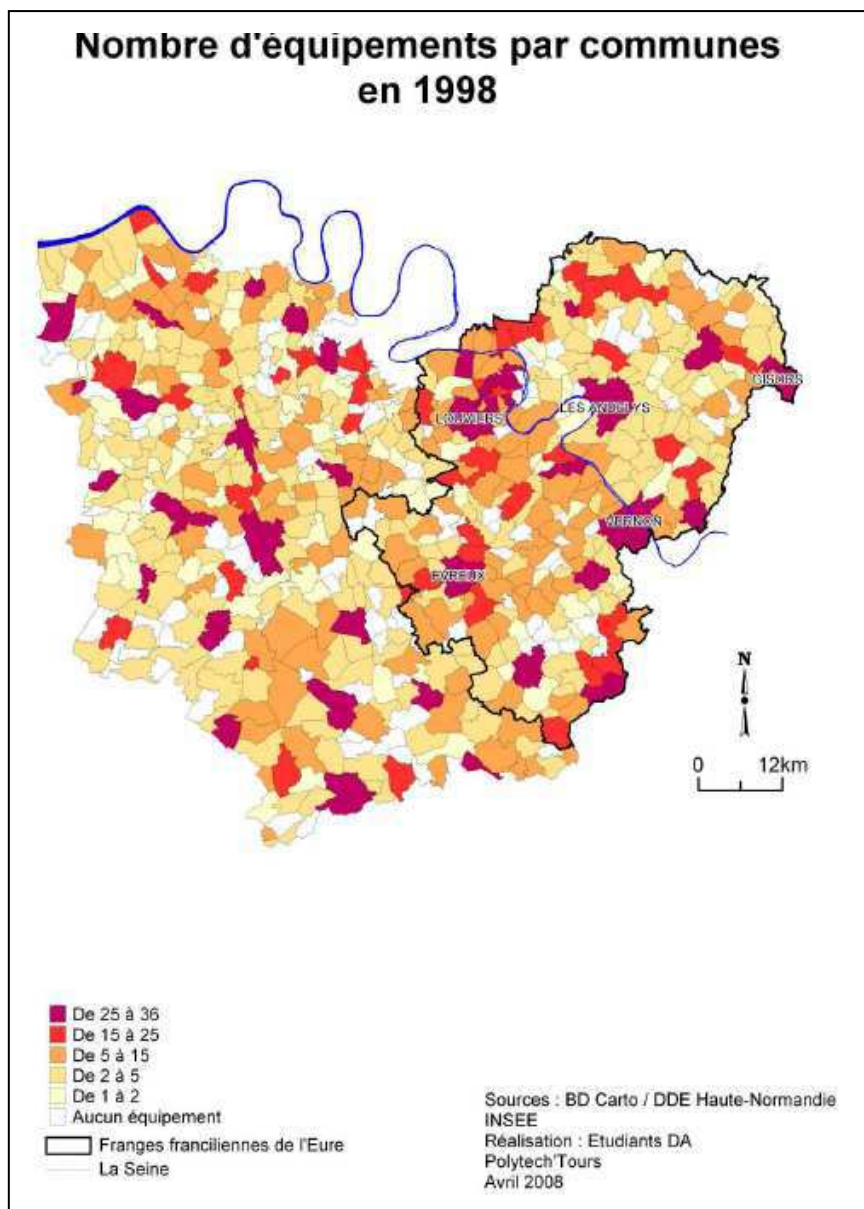 Nombre d'équipements par communes
en 1998
GISORS
LES ANDELYS
LOUVIERS
VERNON
EVREUX
N
0 12km
De 25 à 36
De 15 à 25
De 5 à 15
De 2 à 5
De 1 à 2
Aucun équipement
Franges franciliennes de l'Eure
La Seine
Sources : BD Carto / DDE Haute-Normandie
INSEE
Réalisation : Etudiants DA
Polytech'Tours
Avril 2008